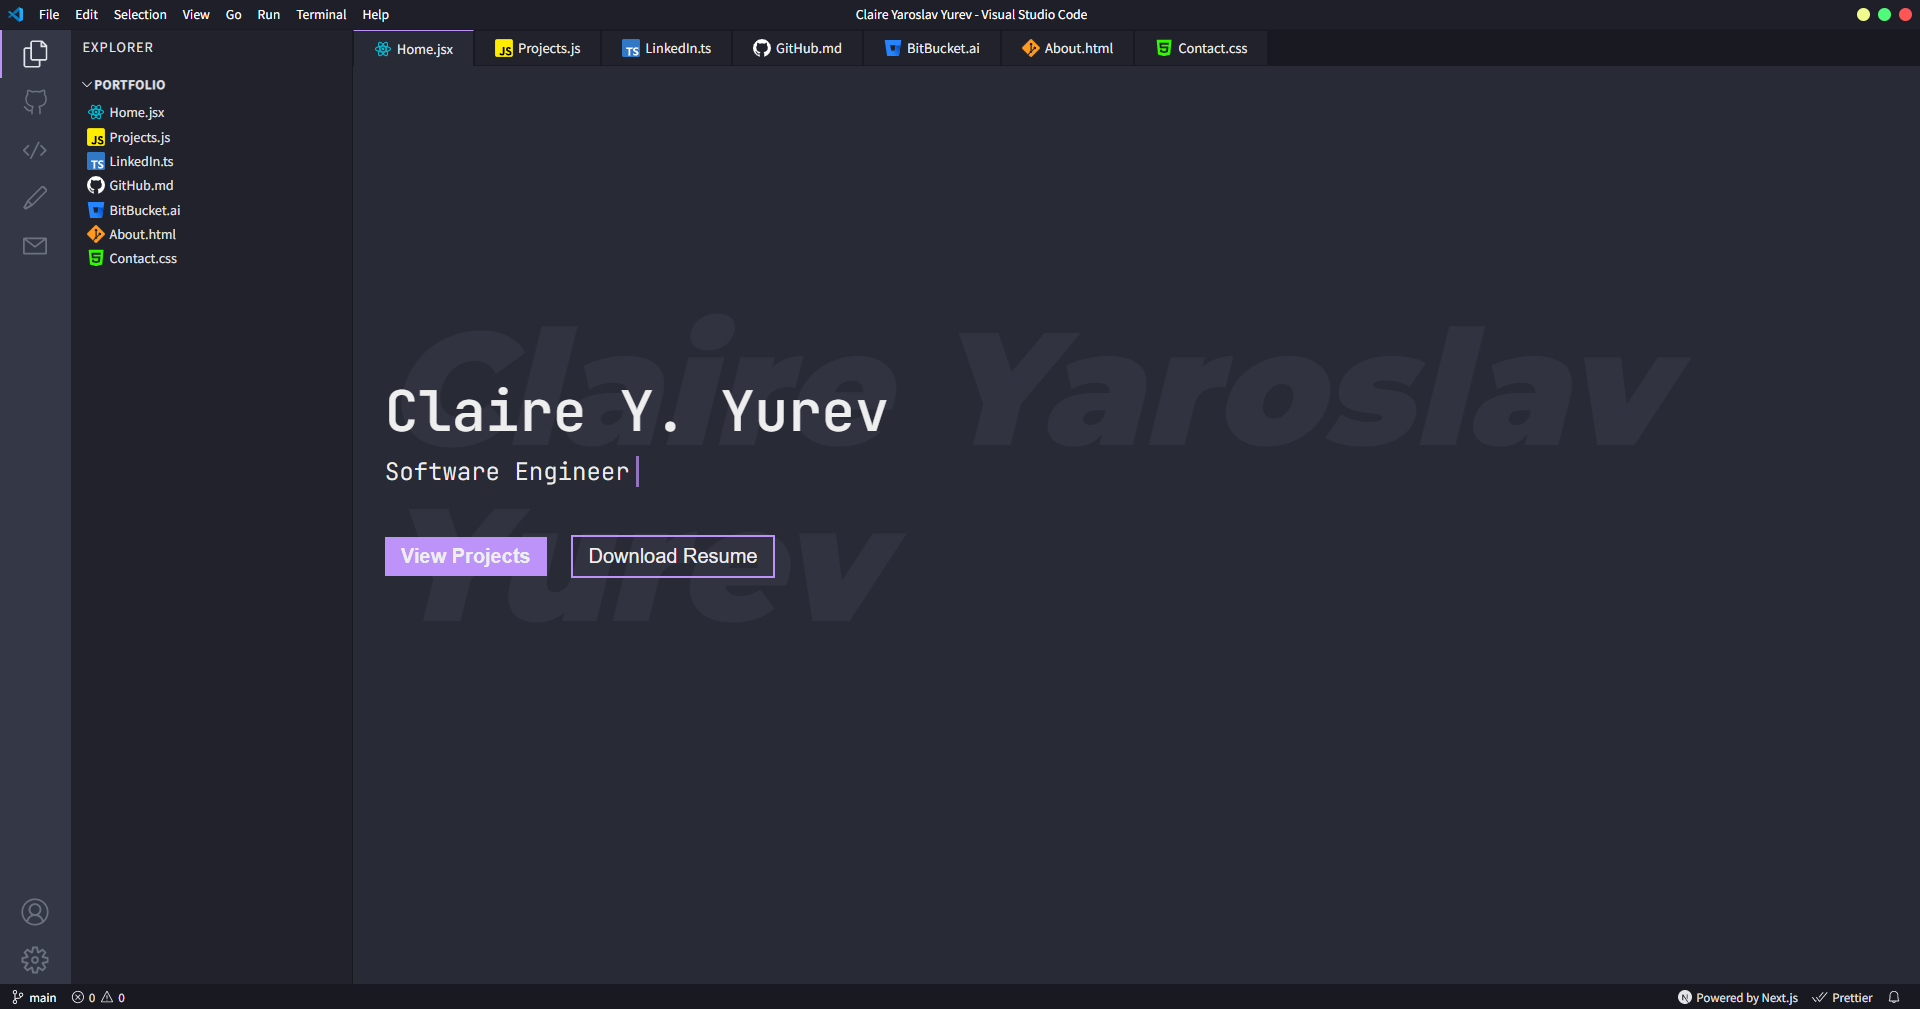 File Edit Selection View Go Run Terminal Help
Claire Yaroslav Yurev - Visual Studio Code
EXPLORER
PORTFOLIO
Home.jsx
Projects.js
LinkedIn.ts
GitHub.md
BitBucket.ai
About.html
Contact.css
Home.jsx Projects.js LinkedIn.ts GitHub.md BitBucket.ai About.html Contact.css
Claire Yaroslav
Yurev
Claire Y. Yurev
Software Engineer
View Projects Download Resume
main 0 0
Powered by Next.js Prettier